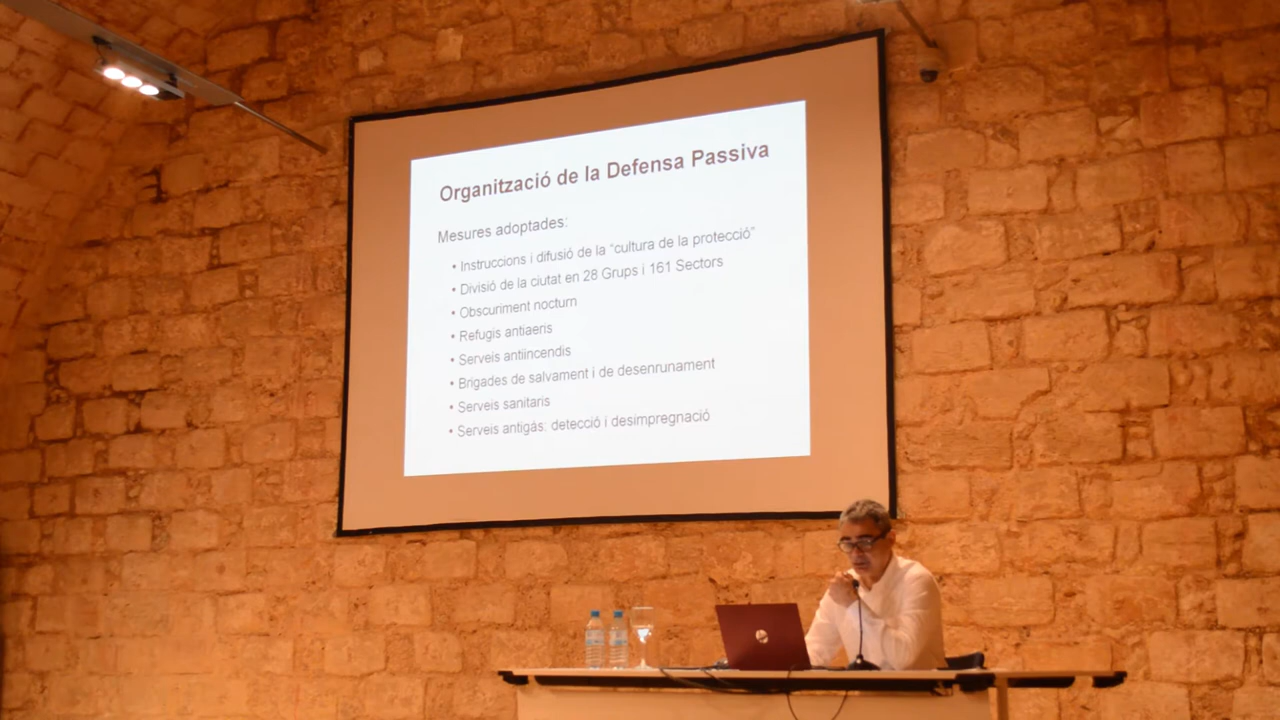 Organització de la Defensa Passiva
Mesures adoptades:
• Instruccions i difusió de la “cultura de la protecció”
• Divisió de la ciutat en 28 Grups i 161 Sectors
• Obscuriment nocturn
• Refugis antiaeris
• Serveis antiincendis
• Brigades de salvament i de desenrunament
• Serveis sanitaris
• Serveis antigàs: detecció i desimpregnació